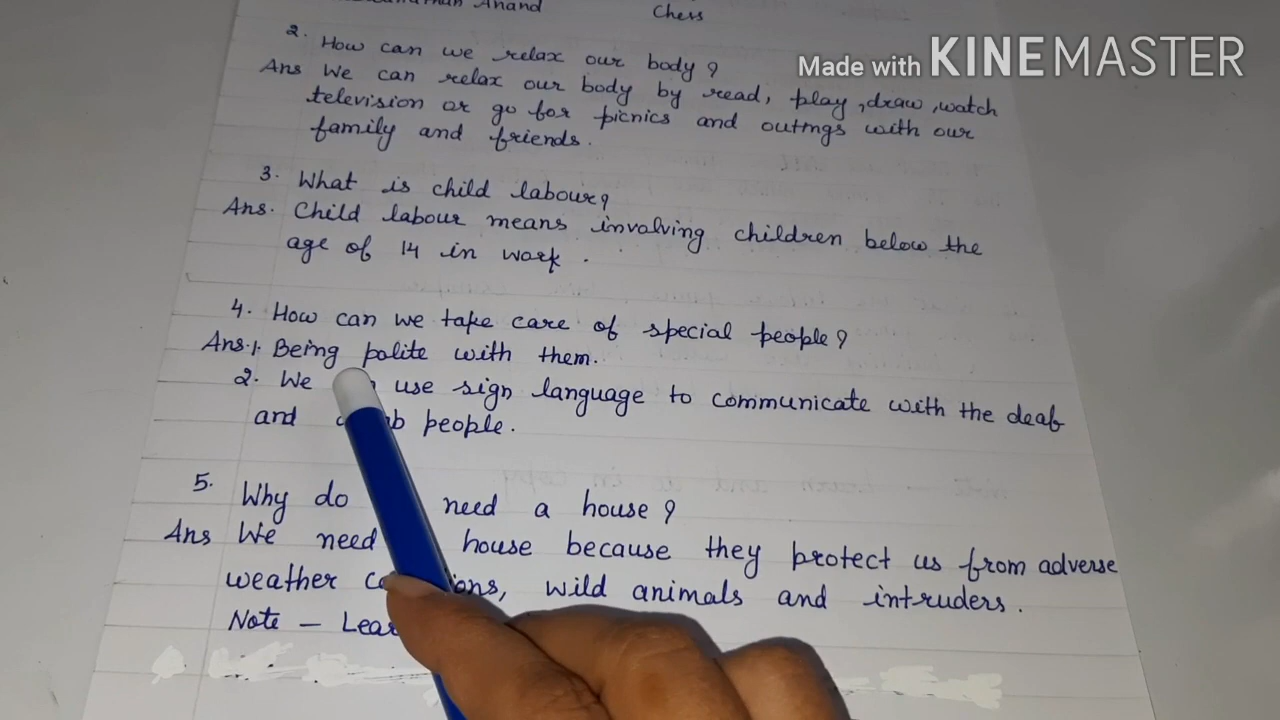 Anand Chess
Made with KINEMASTER
2. How can we relax our body?
Ans We can relax our body by read, play, draw, watch
television or go for picnics and outings with our
family and friends.
3. What is child labour?
Ans. Child labour means involving children below the
age of 14 in work.
4. How can we take care of special people?
Ans. 1. Being polite with them.
2. We use sign language to communicate with the deaf
and people.
5. Why do need a house?
Ans We need house because they protect us from adverse
weather wild animals and intruders.
Note -